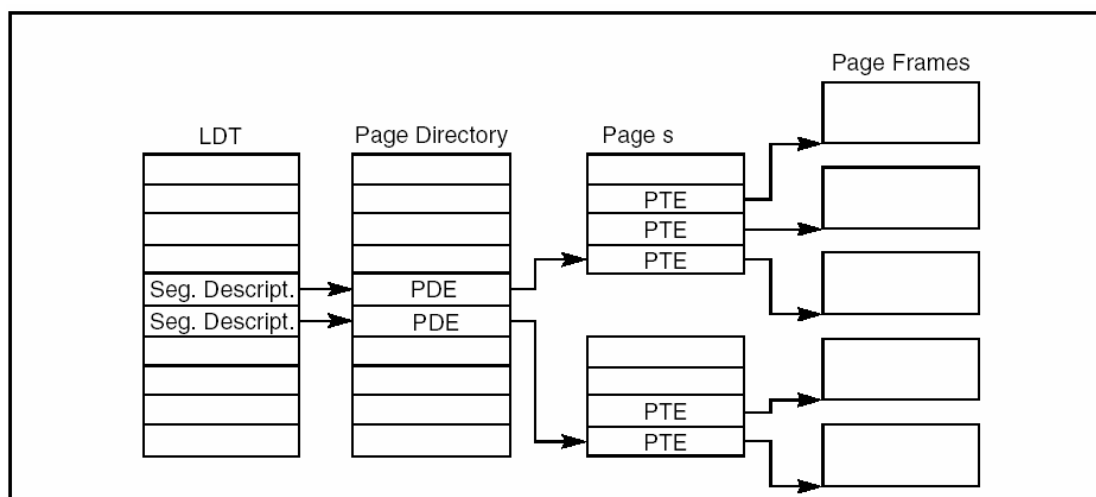 Page Frames
LDT
Page Directory
Page s
PTE
PTE
PTE
Seg. Descript.
PDE
Seg. Descript.
PDE
PTE
PTE